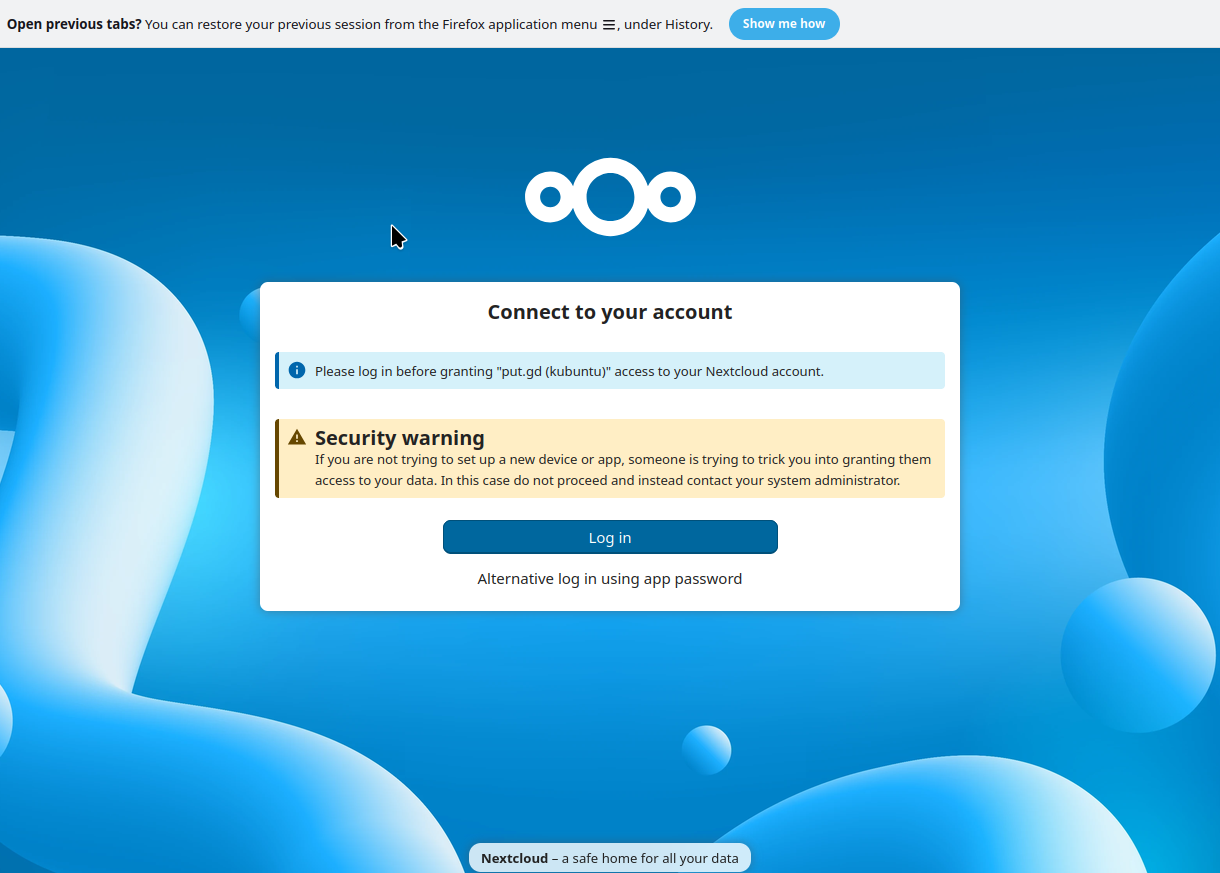 Open previous tabs? You can restore your previous session from the Firefox application menu ☰, under History. Show me how
Connect to your account
Please log in before granting "put.gd (kubuntu)" access to your Nextcloud account.
Security warning
If you are not trying to set up a new device or app, someone is trying to trick you into granting them
access to your data. In this case do not proceed and instead contact your system administrator.
Log in
Alternative log in using app password
Nextcloud – a safe home for all your data